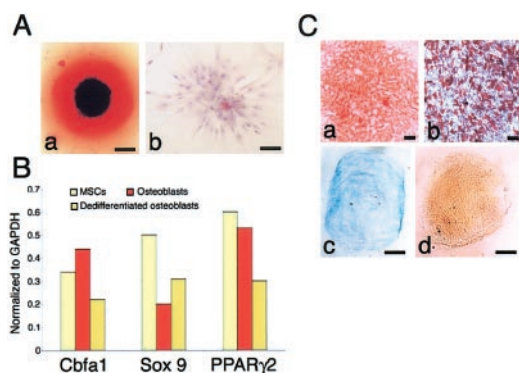 A
a
b
B
MSCs
Osteoblasts
Dedifferentiated osteoblasts
Normalized to GAPDH
0.7
0.6
0.5
0.4
0.3
0.2
0.1
0
Cbfa1
Sox 9
PPARγ2
C
a
b
c
d